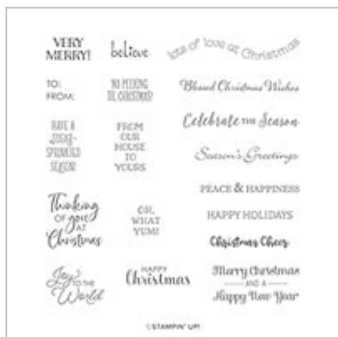 VERY
MERRY!
believe
lots of love at Christmas
TO:
FROM:
NO PEEKING
'TIL CHRISTMAS!
Blessed Christmas Wishes
HAVE A
SUGAR-
SPRINKLED
SEASON!
FROM
OUR
HOUSE
TO
YOURS
Celebrate THE Season
Season's Greetings
PEACE & HAPPINESS
Thinking
OF you AT
Christmas
OH,
WHAT
YUM!
HAPPY HOLIDAYS
Christmas Cheer
Joy TO THE
World
HAPPY
Christmas
Merry Christmas
AND A
Happy New Year
©STAMPIN' UP!